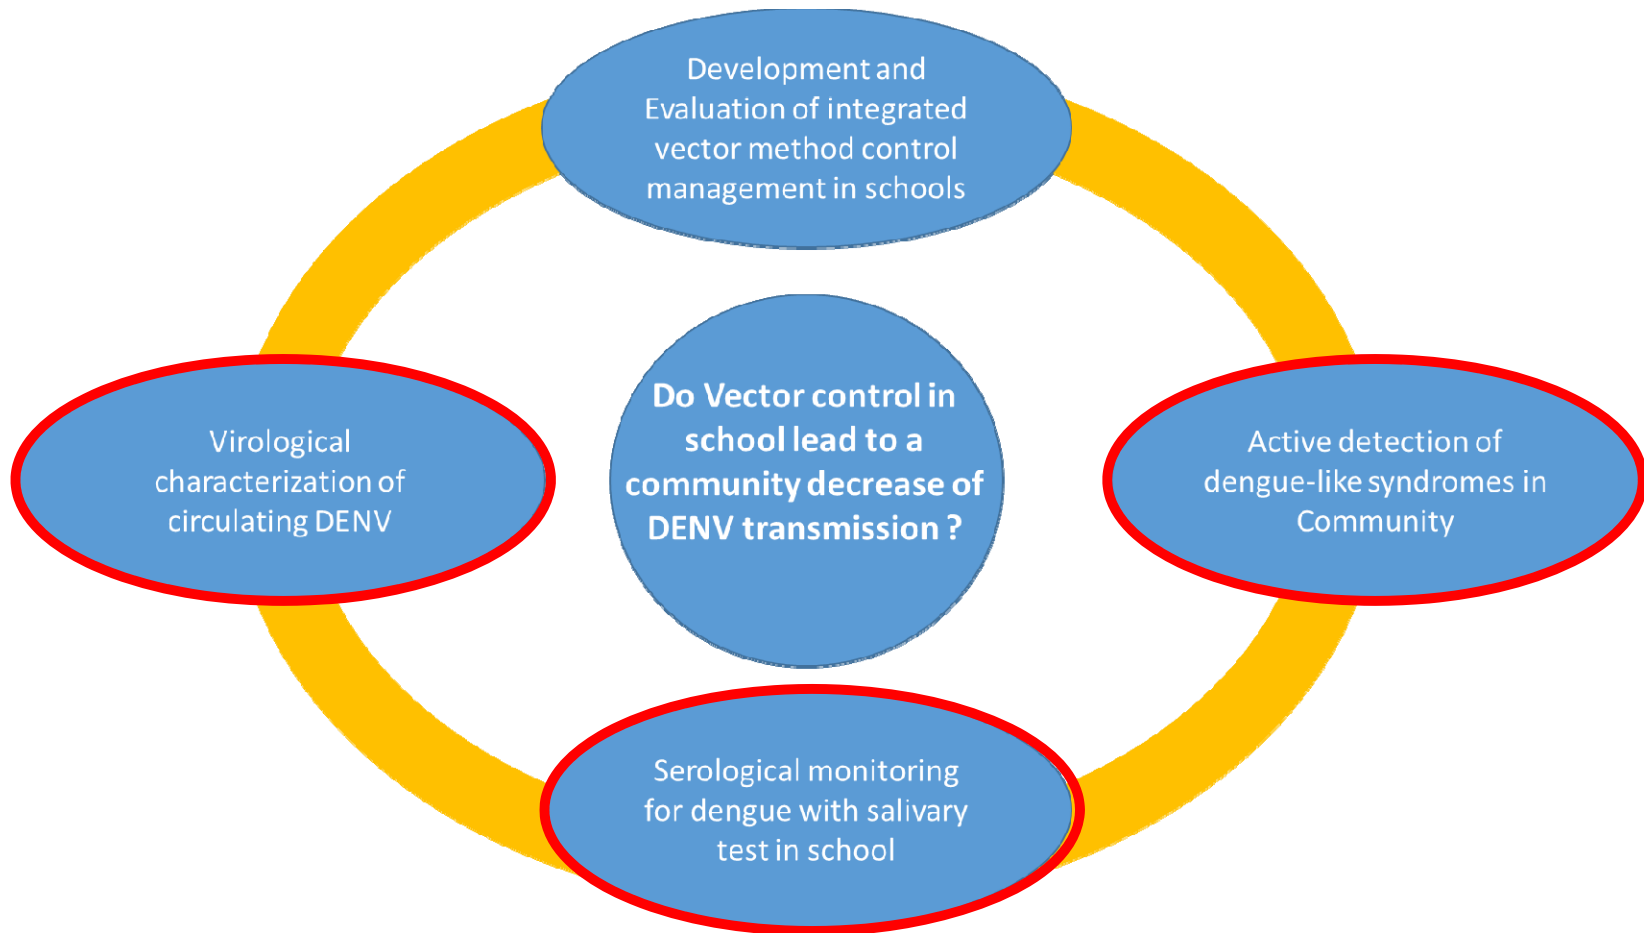 Development and
Evaluation of integrated
vector method control
management in schools
Do Vector control in
school lead to a
community decrease of
DENV transmission ?
Virological
characterization of
circulating DENV
Active detection of
dengue-like syndromes in
Community
Serological monitoring
for dengue with salivary
test in school